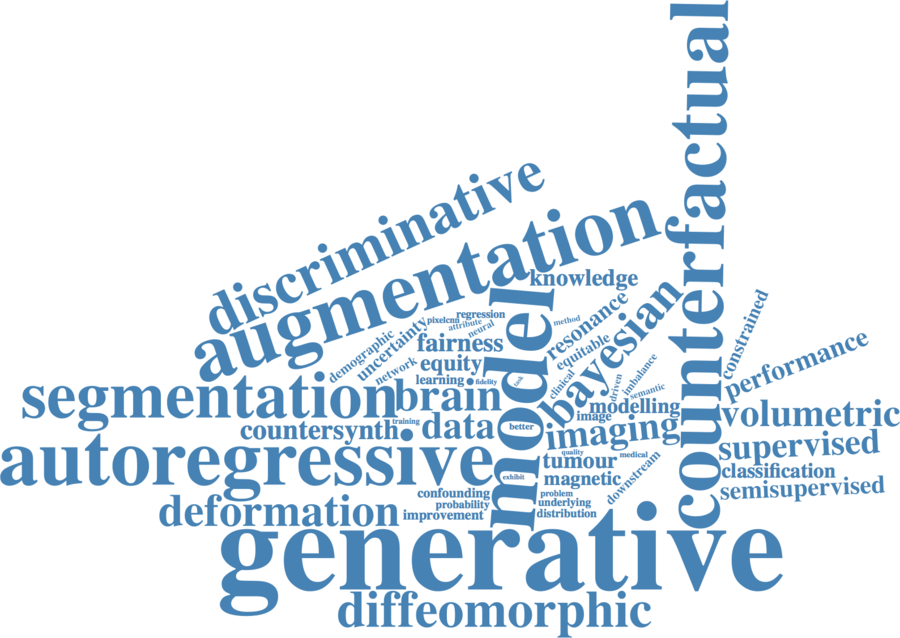 counterfactual
discriminative
augmentation
knowledge
model
bayesian
resonance
method
equitable
constrained
performance
regression
pixelcnn
attribute
neural
uncertainty
demographic
network
fairness
equity
learning
fidelity
task
clinical
driven
imbalance
semantic
segmentation
brain
modelling
image
volumetric
countersynth
training
data
better
imaging
supervised
autoregressive
quality
medical
tumour
downstream
classification
exhibit
magnetic
semisupervised
confounding
probability
improvement
problem
underlying
distribution
deformation
generative
diffeomorphic